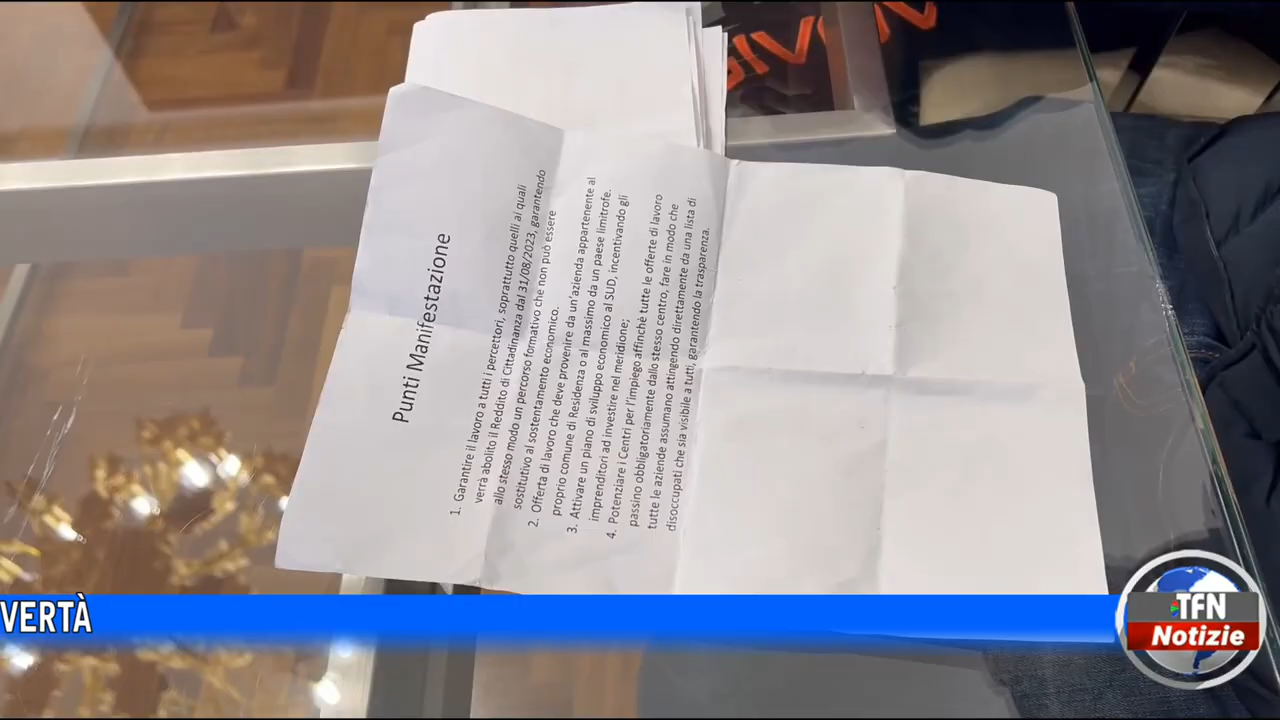 GIVOVA
Punti Manifestazione
1. Garantire il lavoro a tutti i percettori, soprattutto quelli ai quali
verrà abolito il Reddito di Cittadinanza dal 31/08/2023, garantendo
allo stesso modo un percorso formativo che non può essere
sostitutivo al sostentamento economico.
2. Offerta di lavoro che deve provenire da un'azienda appartenente al
proprio comune di Residenza o al massimo da un paese limitrofe.
3. Attivare un piano di sviluppo economico al SUD, incentivando gli
imprenditori ad investire nel meridione;
4. Potenziare i Centri per l'impiego affinchè tutte le offerte di lavoro
passino obbligatoriamente dallo stesso centro, fare in modo che
tutte le aziende assumano attingendo direttamente da una lista di
disoccupati che sia visibile a tutti, garantendo la trasparenza.
VERTÀ
TFN
Notizie